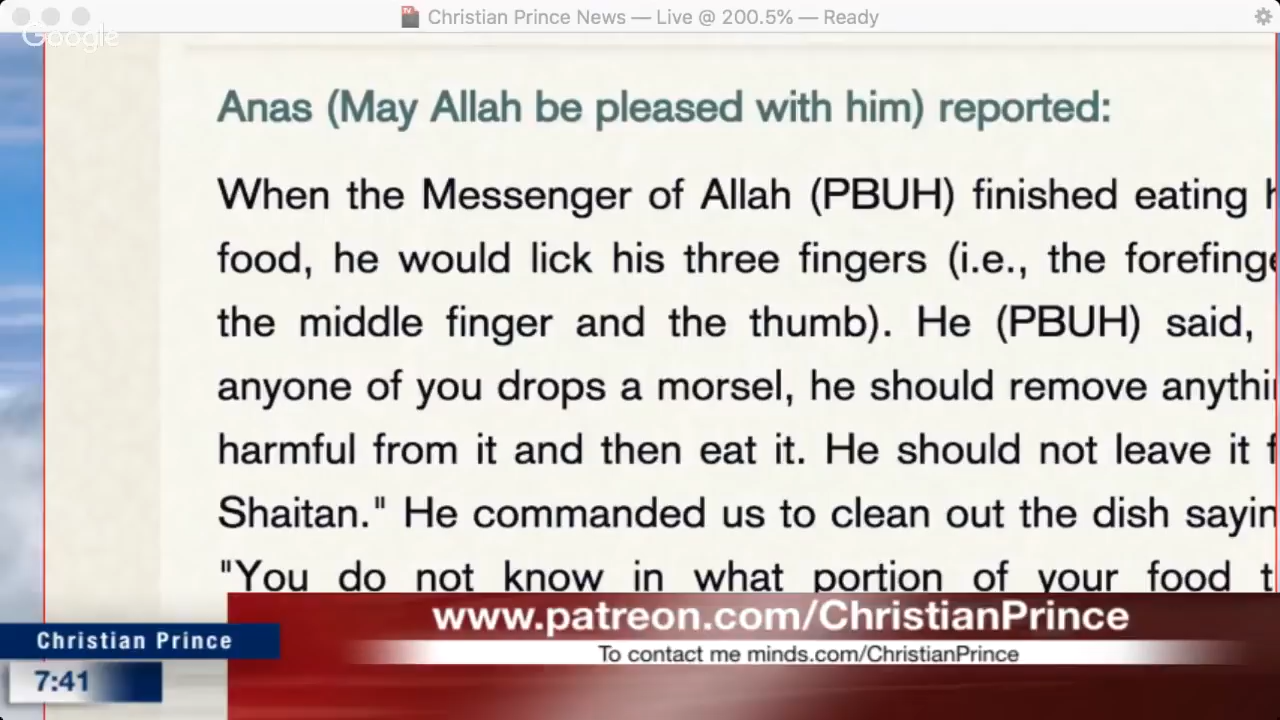 Christian Prince News — Live @ 200.5% — Ready
Google
Anas (May Allah be pleased with him) reported:
When the Messenger of Allah (PBUH) finished eating h
food, he would lick his three fingers (i.e., the forefinge
the middle finger and the thumb). He (PBUH) said,
anyone of you drops a morsel, he should remove anythi
harmful from it and then eat it. He should not leave it f
Shaitan." He commanded us to clean out the dish sayin
"You do not know in what portion of your food t
www.patreon.com/ChristianPrince
To contact me minds.com/ChristianPrince
Christian Prince
7:41